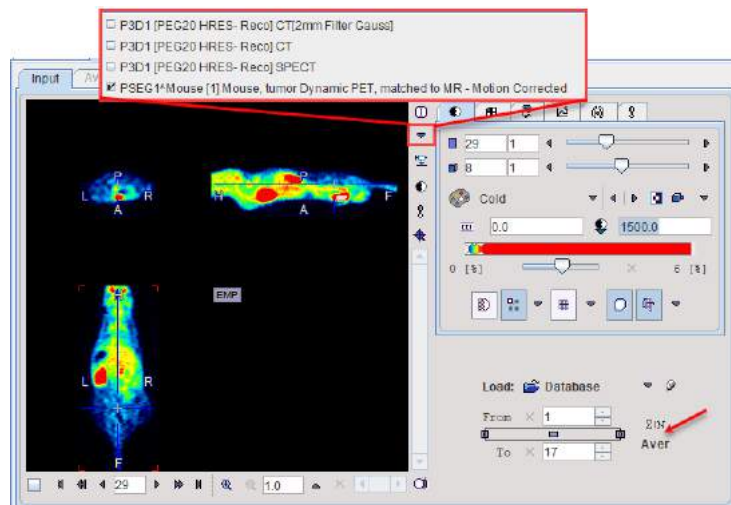 P3D1 [PEG20 HRES- Reco] CT[2mm Filter Gauss]
P3D1 [PEG20 HRES- Reco] CT
P3D1 [PEG20 HRES- Reco] SPECT
PSEG1^Mouse [1] Mouse, tumor Dynamic PET, matched to MR - Motion Corrected
Input
29 1
8 1
P
L R
A
P
H F
A
Cold
0.0 1500.0
0 [%] 6 [%]
EMP
H
L R
F
Load: Database
From 1
Aver
To 17
29 1.0